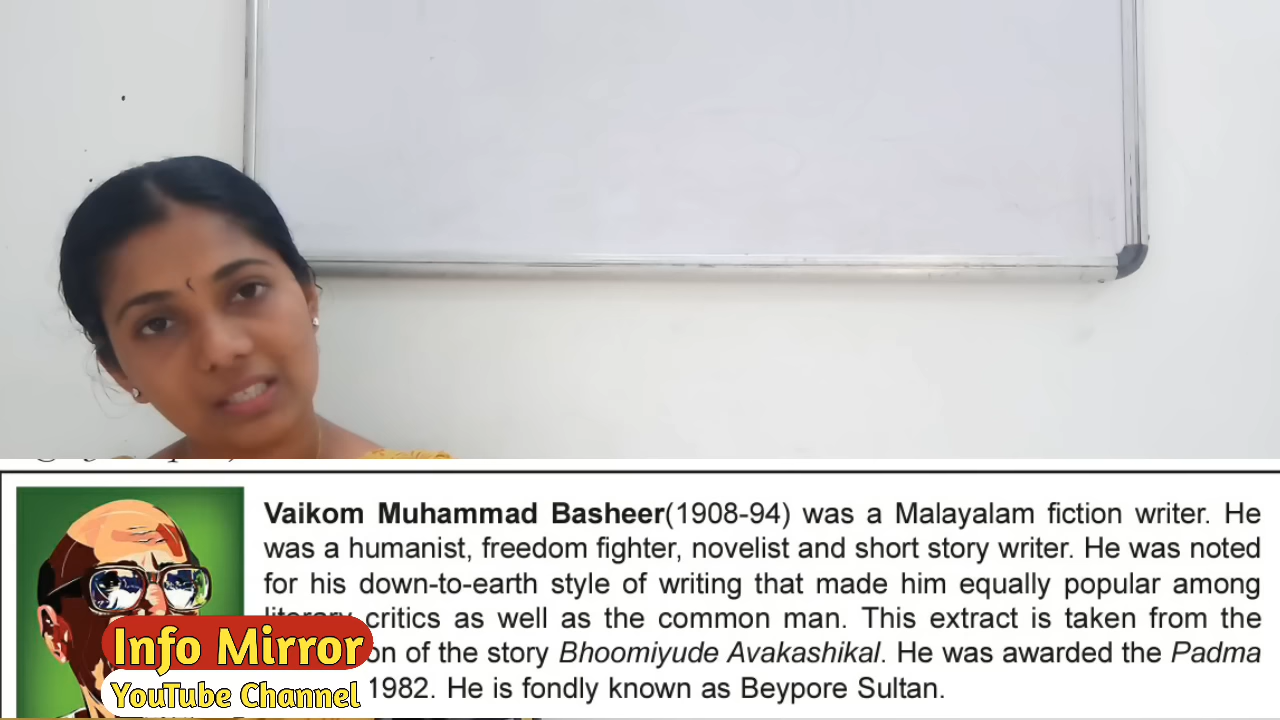 Vaikom Muhammad Basheer(1908-94) was a Malayalam fiction writer. He
was a humanist, freedom fighter, novelist and short story writer. He was noted
for his down-to-earth style of writing that made him equally popular among
literary critics as well as the common man. This extract is taken from the
on of the story Bhoomiyude Avakashikal. He was awarded the Padma
1982. He is fondly known as Beypore Sultan.
Info Mirror
YouTube Channel